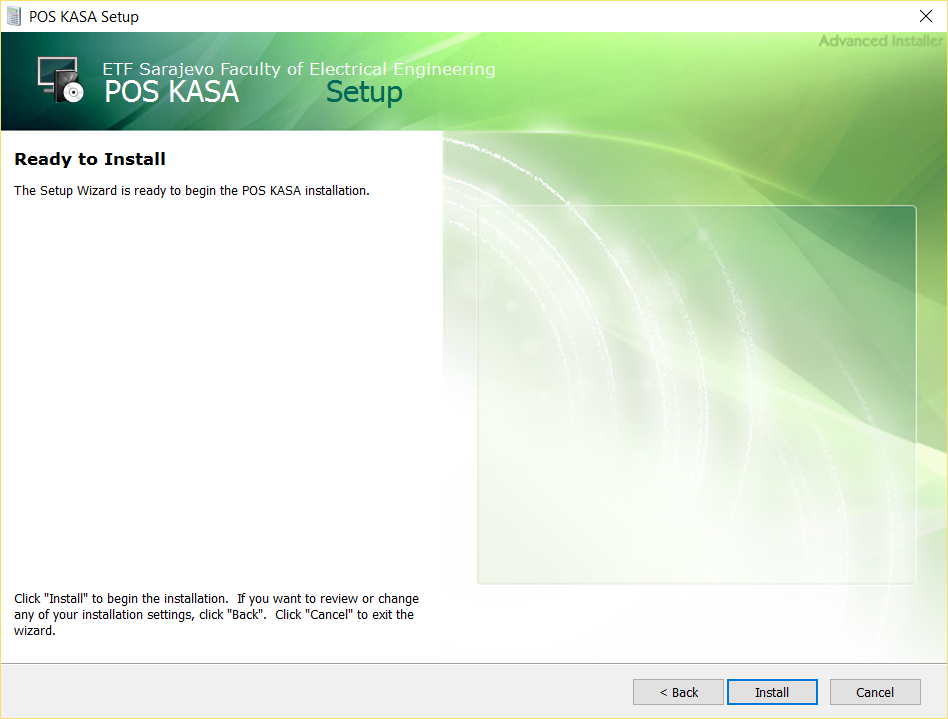 POS KASA Setup
Advanced Installer
ETF Sarajevo Faculty of Electrical Engineering
POS KASA Setup
Ready to Install
The Setup Wizard is ready to begin the POS KASA installation.
Click "Install" to begin the installation.  If you want to review or change
any of your installation settings, click "Back".  Click "Cancel" to exit the
wizard.
< Back Install Cancel